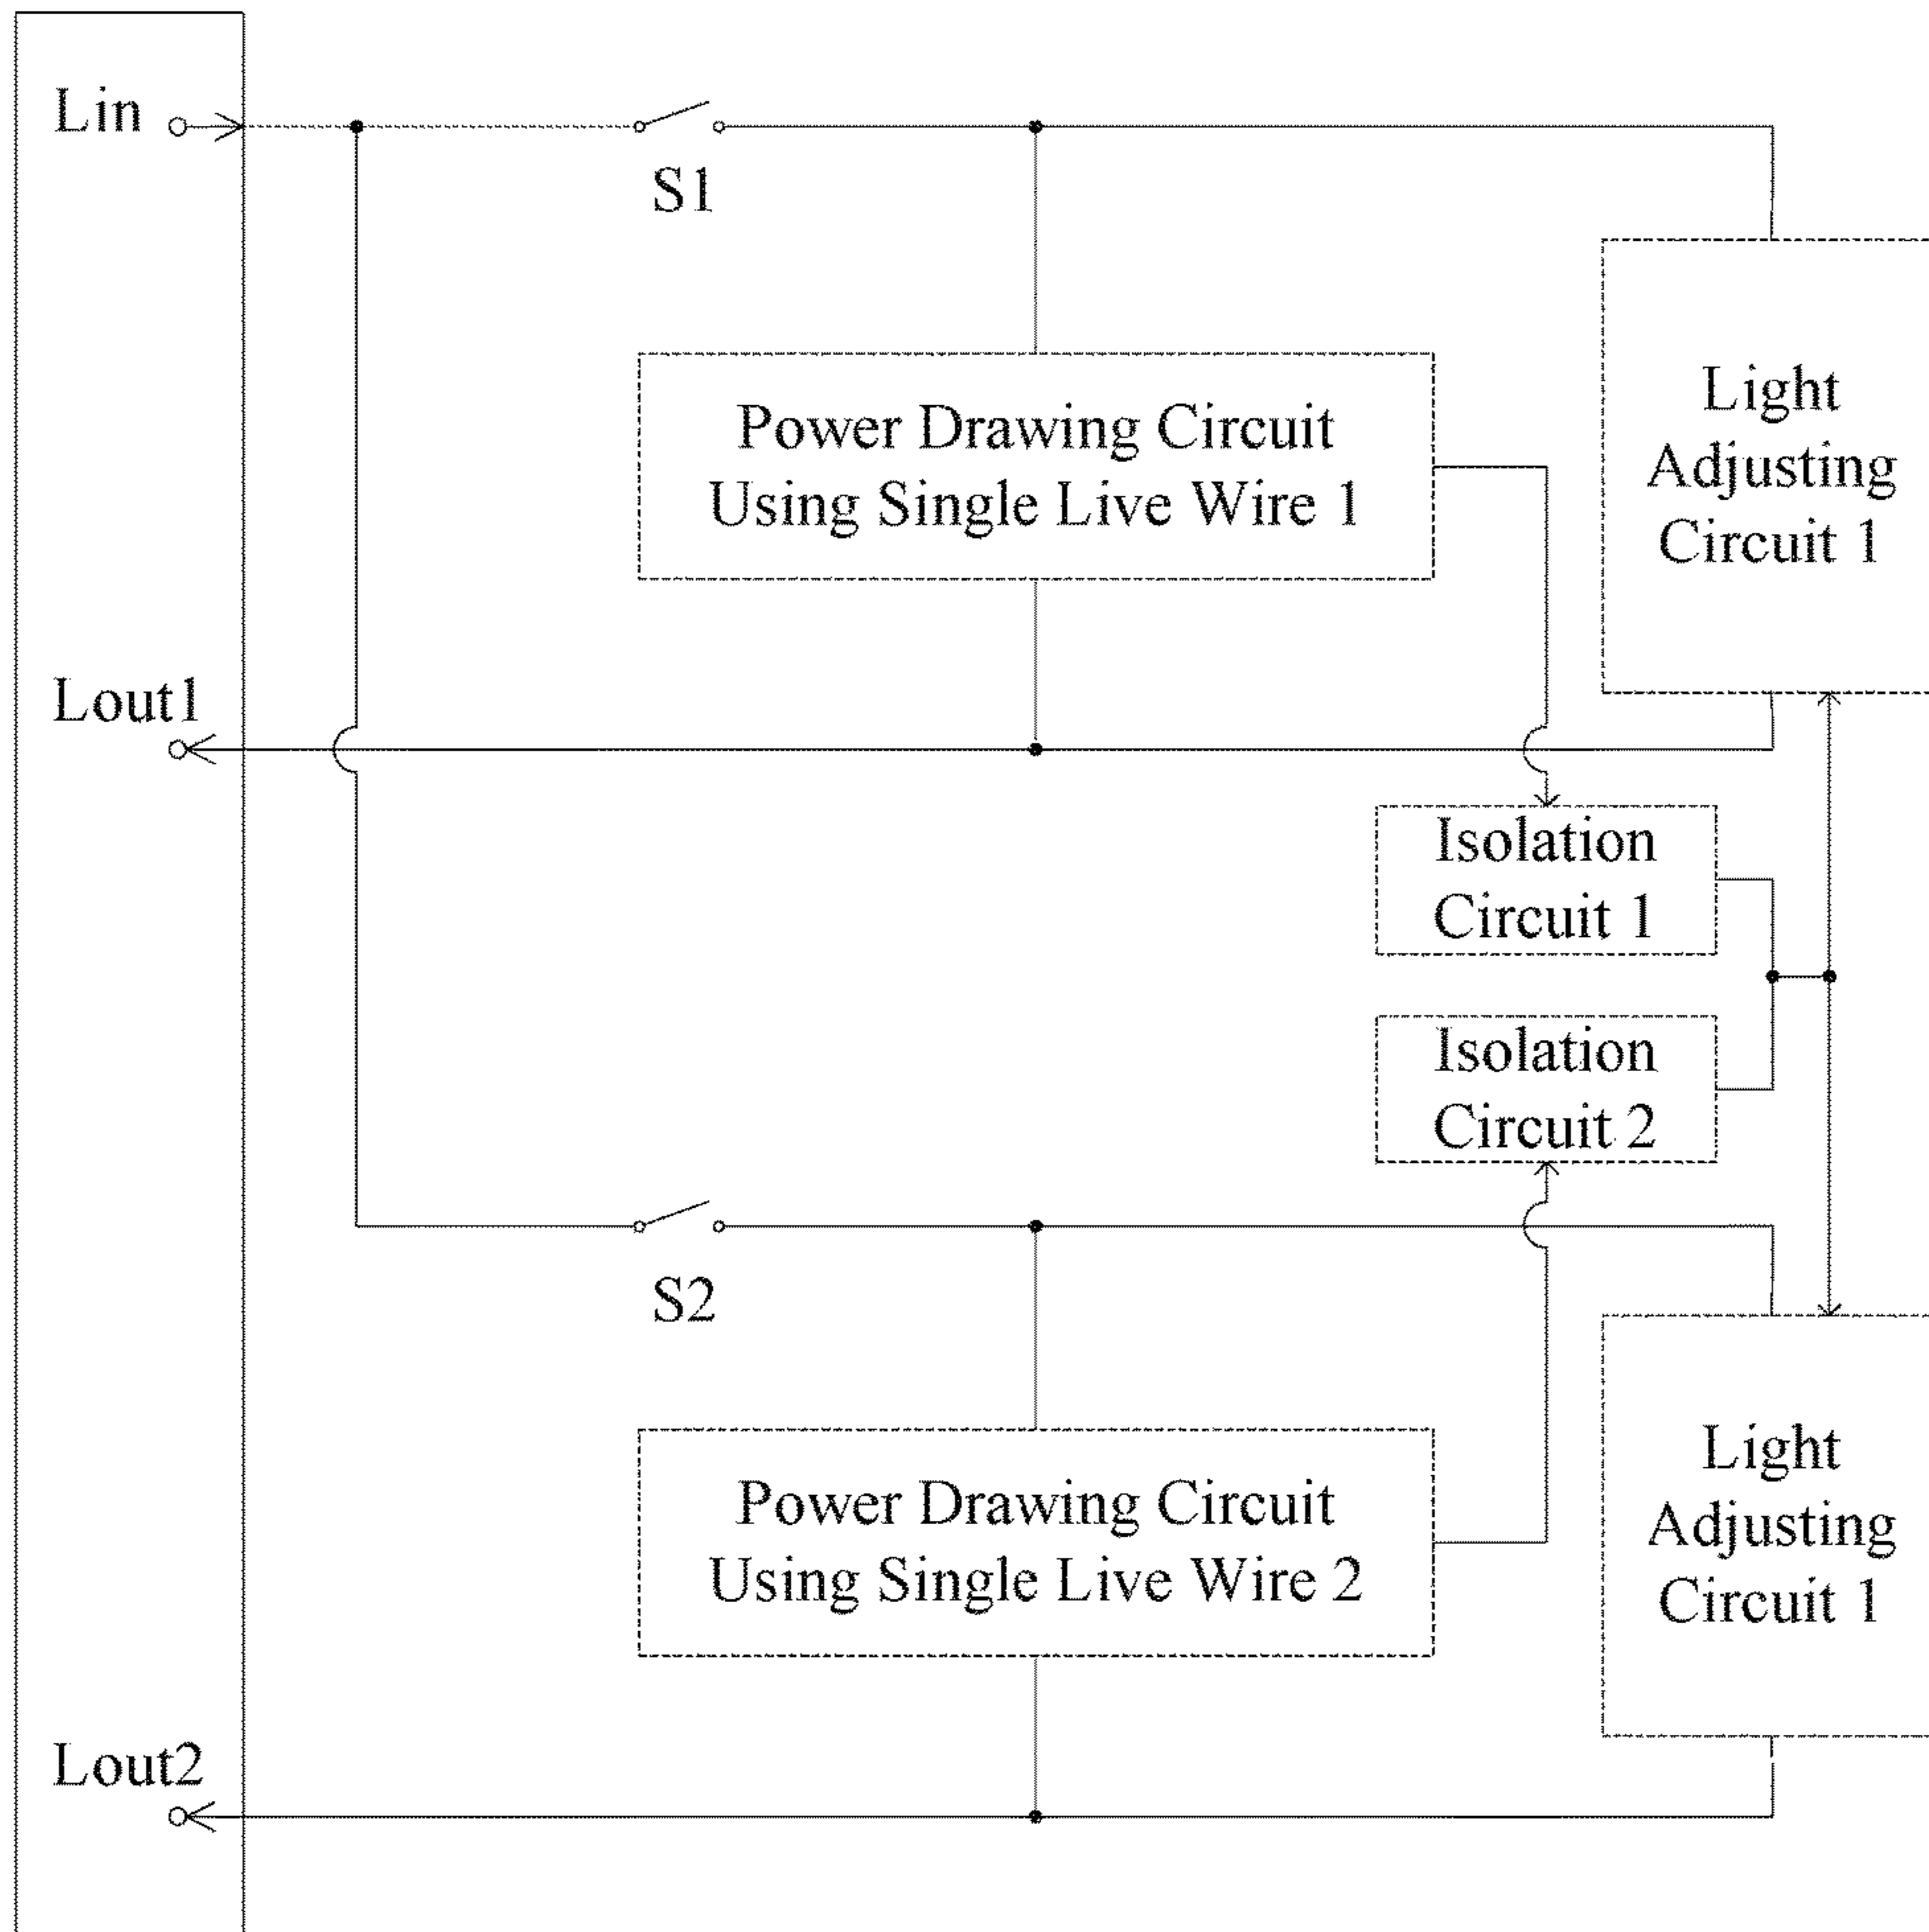 Lin
S1
Light
Adjusting
Circuit 1
Power Drawing Circuit
Using Single Live Wire 1
Lout1
Isolation
Circuit 1
Isolation
Circuit 2
S2
Light
Adjusting
Circuit 1
Power Drawing Circuit
Using Single Live Wire 2
Lout2